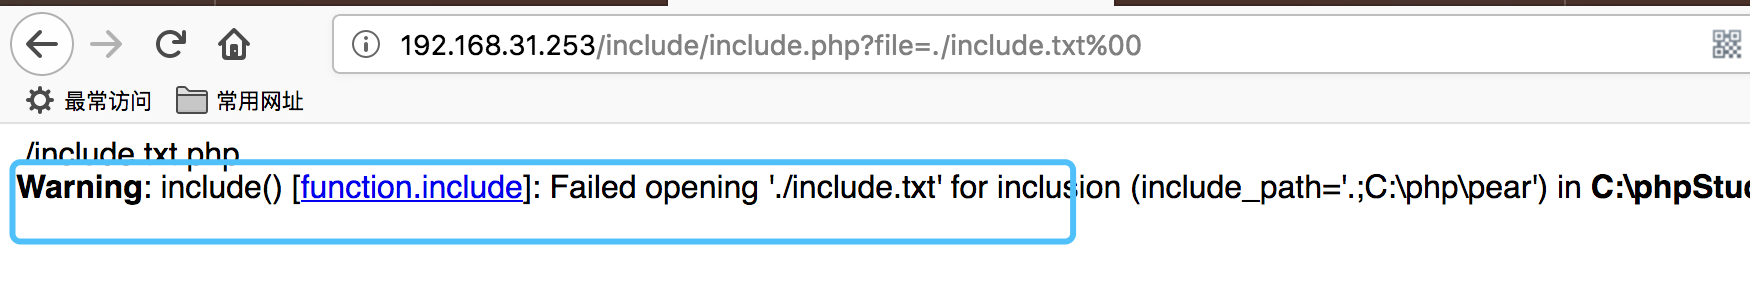 192.168.31.253/include/include.php?file=./include.txt%00
最常访问 常用网址
./include.txt.php
Warning: include() [function.include]: Failed opening './include.txt' for inclusion (include_path='.;C:\php\pear') in C:\phpStu